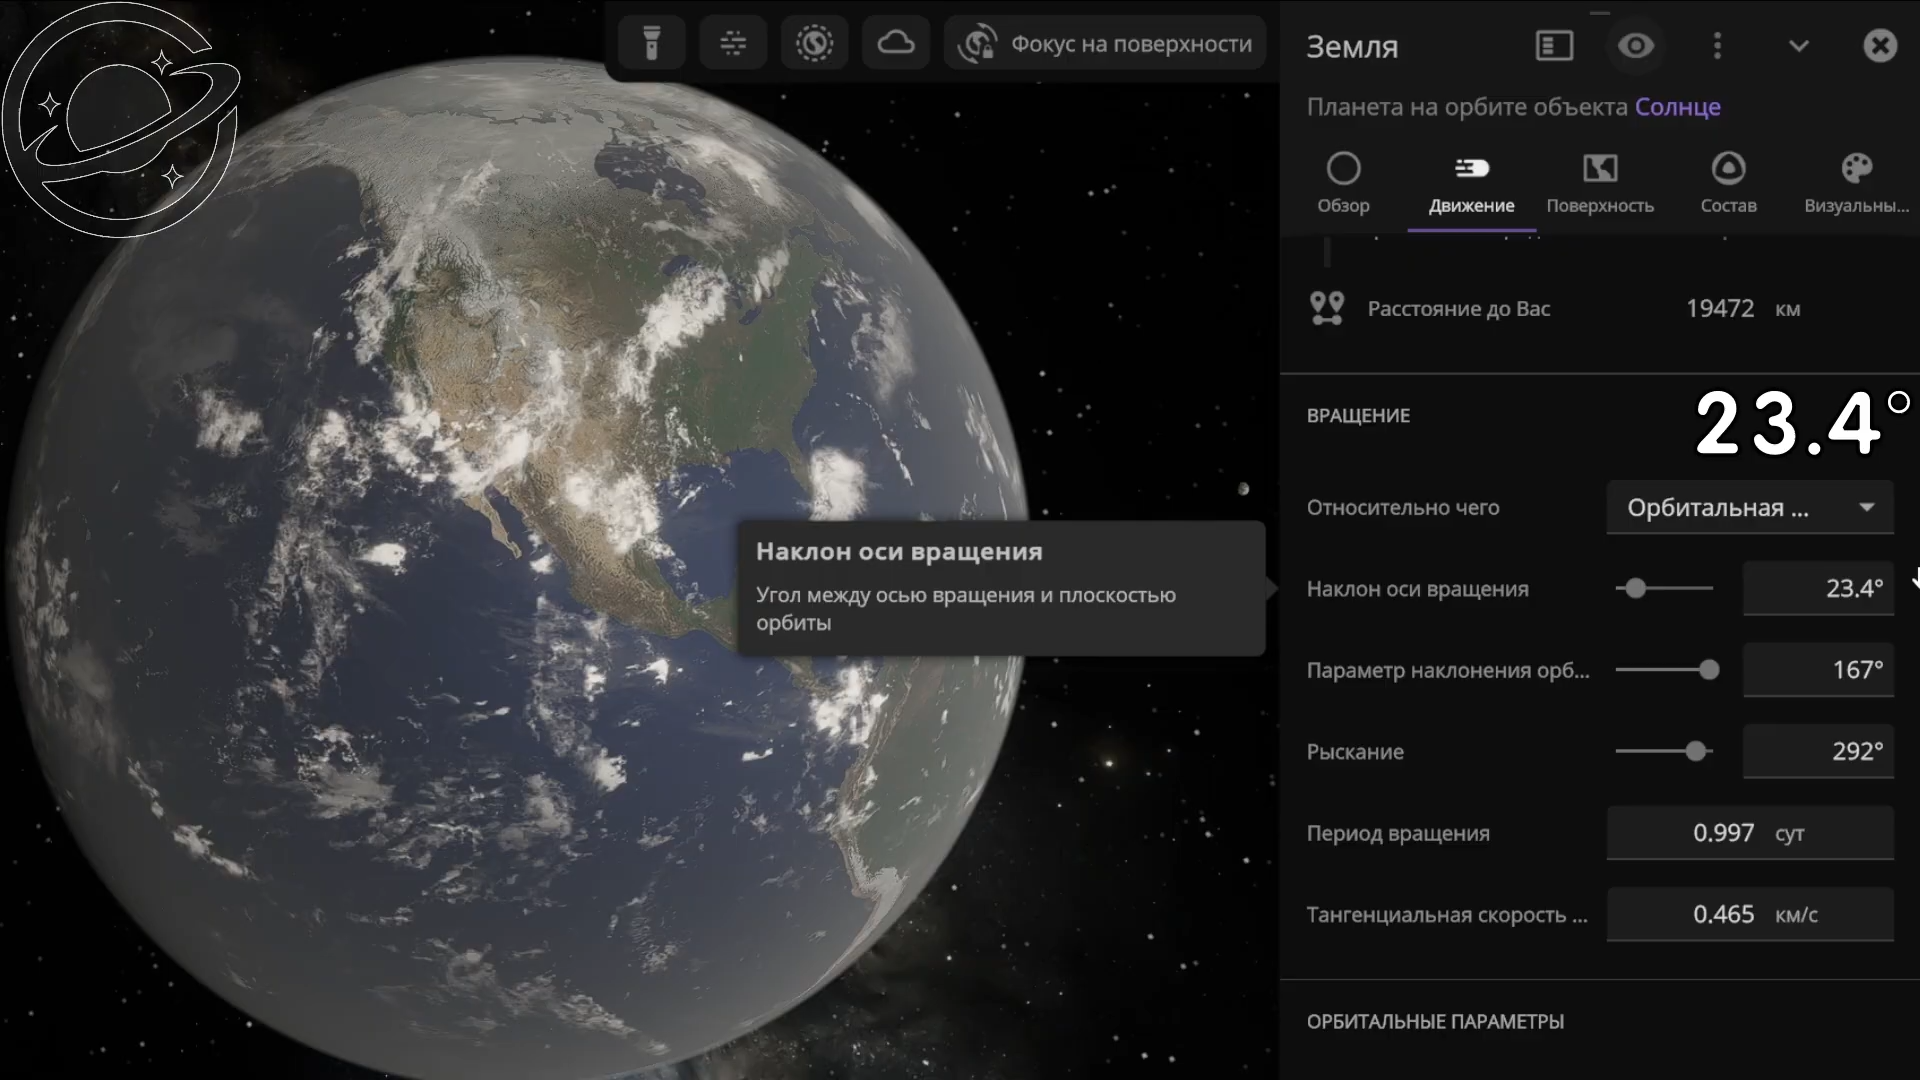 Фокус на поверхности
Земля
Планета на орбите объекта Солнце
Обзор
Движение
Поверхность
Состав
Визуальны...
Расстояние до Вас 19472 км
ВРАЩЕНИЕ
23.4°
Относительно чего Орбитальная ...
Наклон оси вращения
Угол между осью вращения и плоскостью
орбиты
Наклон оси вращения 23.4°
Параметр наклонения орб... 167°
Рыскание 292°
Период вращения 0.997 сут
Тангенциальная скорость ... 0.465 км/с
ОРБИТАЛЬНЫЕ ПАРАМЕТРЫ